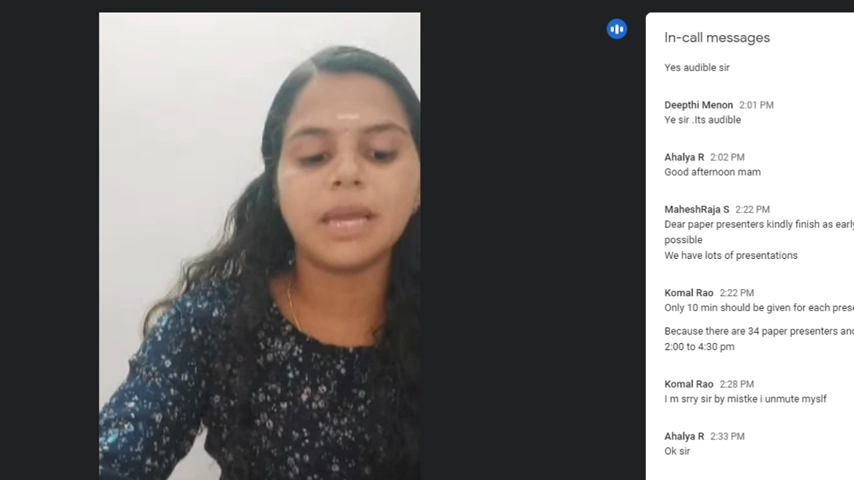 In-call messages
Yes audible sir
Deepthi Menon 2:01 PM
Ye sir .Its audible
Ahalya R 2:02 PM
Good afternoon mam
MaheshRaja S 2:22 PM
Dear paper presenters kindly finish as early
possible
We have lots of presentations
Komal Rao 2:22 PM
Only 10 min should be given for each prese
Because there are 34 paper presenters and
2:00 to 4:30 pm
Komal Rao 2:28 PM
I m srry sir by mistke i unmute myslf
Ahalya R 2:33 PM
Ok sir